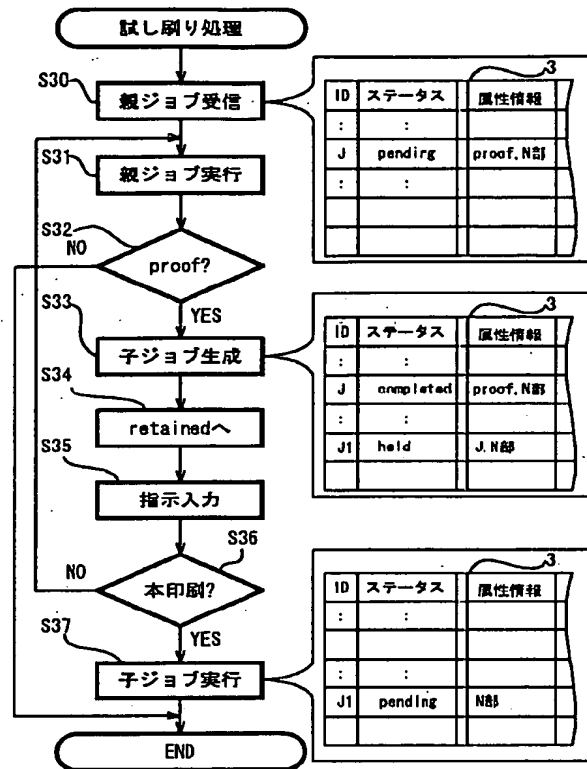 試し刷り処理
S30
親ジョブ受信
3
ID ステータス 属性情報
: :
J pending proof.N部
: :
S31
親ジョブ実行
S32
NO
proof?
YES
S33
子ジョブ生成
3
ID ステータス 属性情報
: :
J completed proof.N部
: :
J1 held J.N部
S34
retainedへ
S35
指示入力
S36
NO
本印刷?
YES
3
ID ステータス 属性情報
: :
: :
J1 pending N部
S37
子ジョブ実行
END